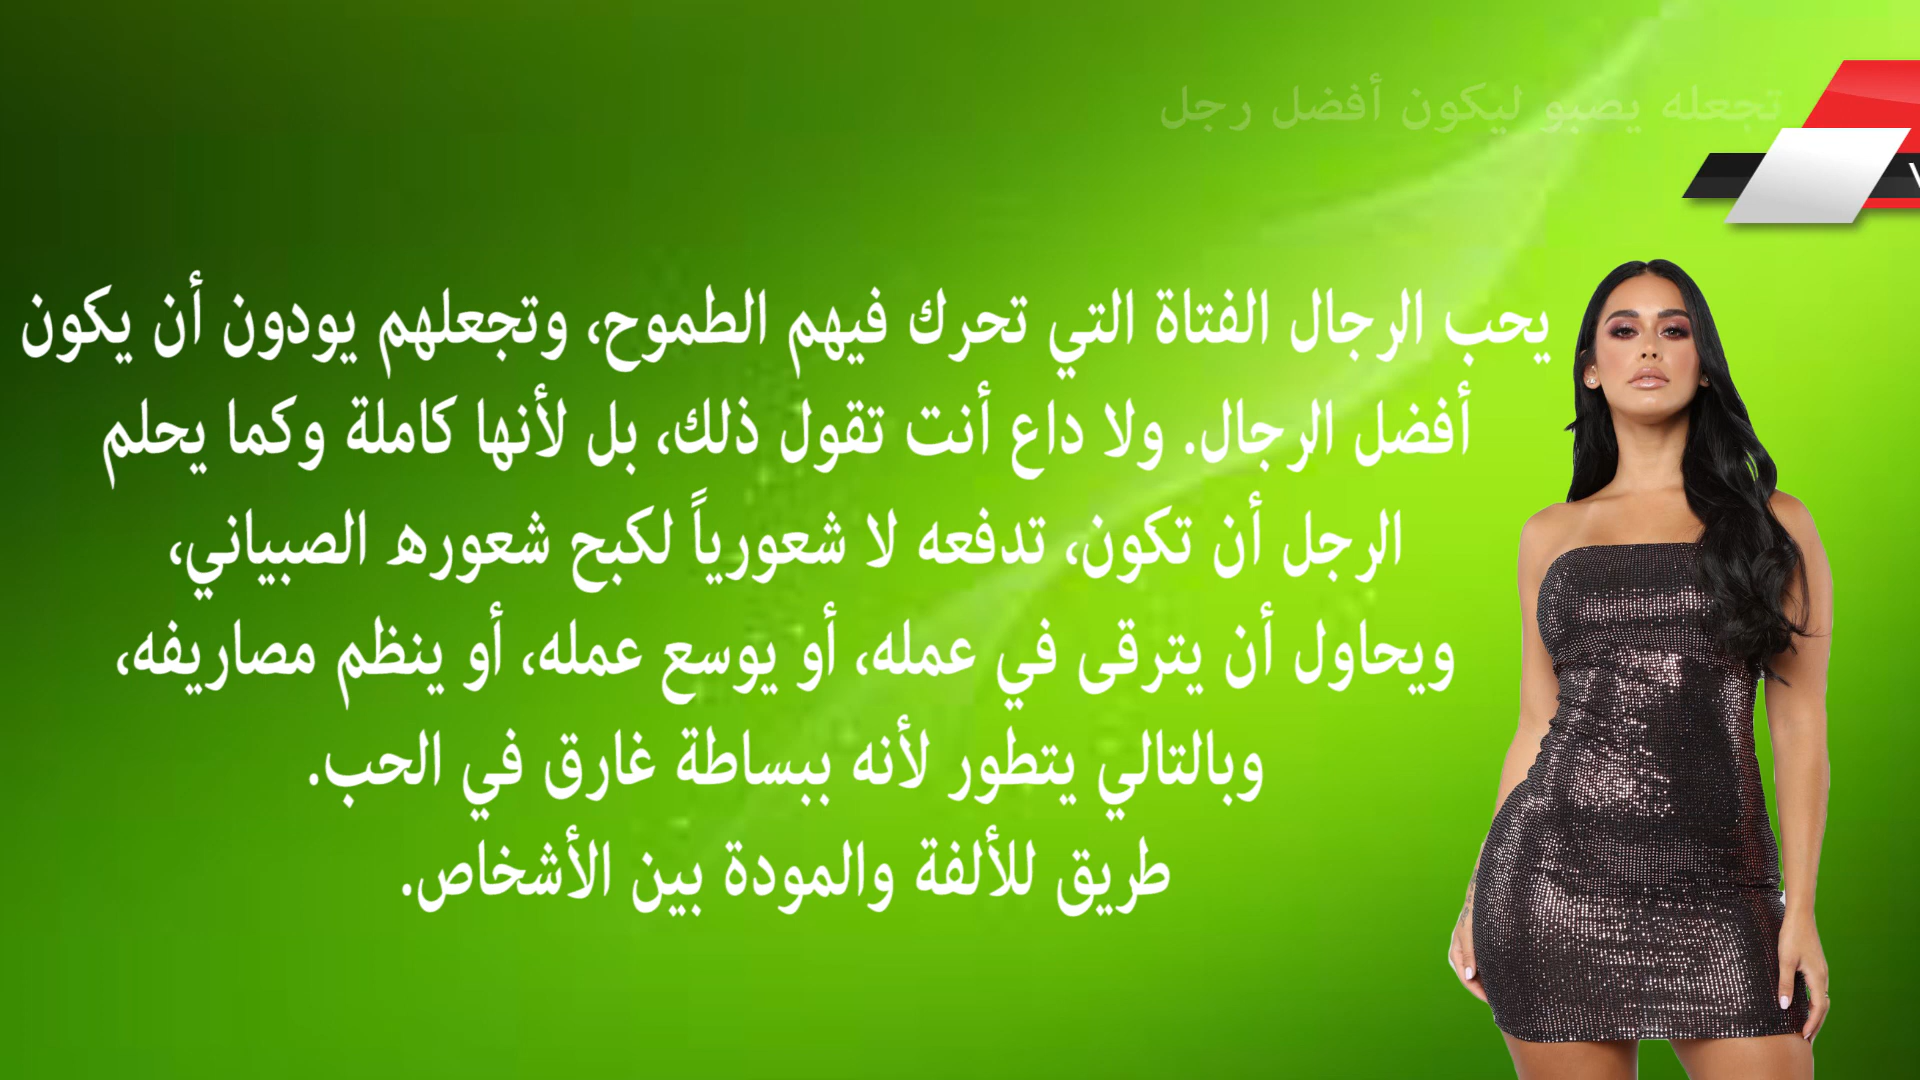 تجعله يصبو ليكون أفضل رجل
يحب الرجال الفتاة التي تحرك فيهم الطموح، وتجعلهم يودون أن يكون
أفضل الرجال. ولا داع أنت تقول ذلك، بل لأنها كاملة وكما يحلم
الرجل أن تكون، تدفعه لا شعورياً لكبح شعوره الصبياني،
ويحاول أن يترقى في عمله، أو يوسع عمله، أو ينظم مصاريفه،
وبالتالي يتطور لأنه ببساطة غارق في الحب.
طريق للألفة والمودة بين الأشخاص.